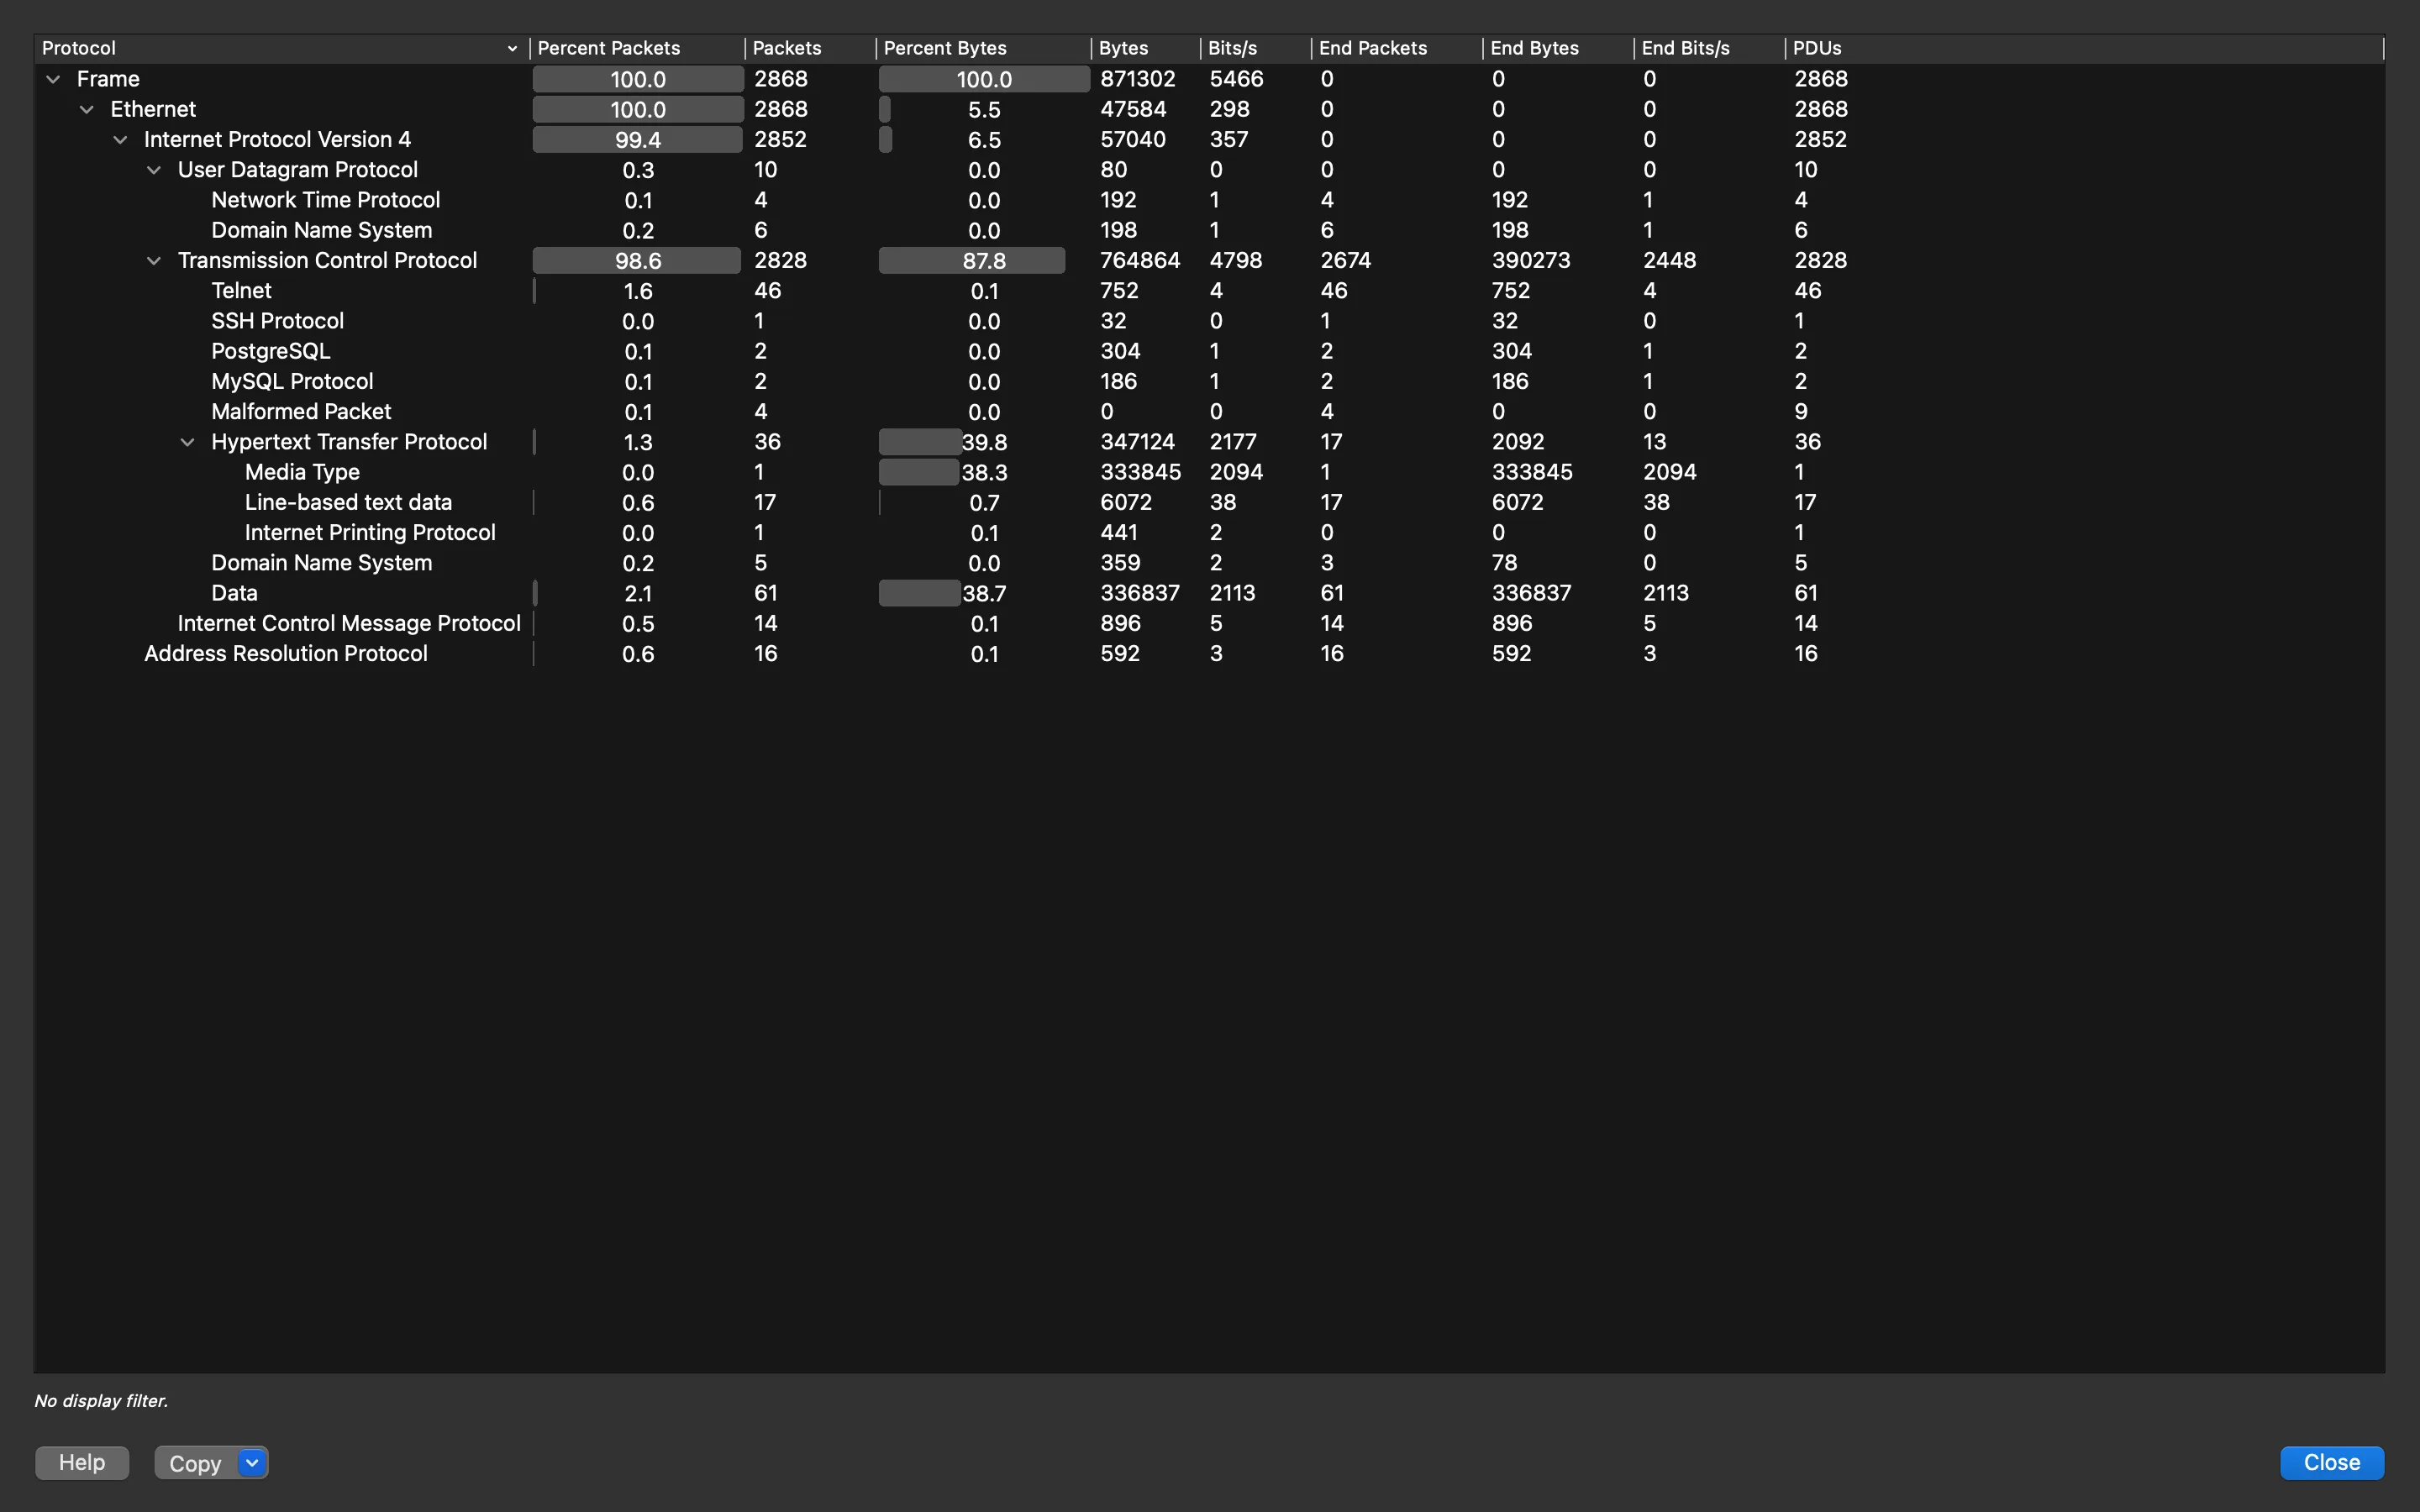 Protocol Percent Packets Packets Percent Bytes Bytes Bits/s End Packets End Bytes End Bits/s PDUs
Frame 100.0 2868 100.0 871302 5466 0 0 0 2868
Ethernet 100.0 2868 5.5 47584 298 0 0 0 2868
Internet Protocol Version 4 99.4 2852 6.5 57040 357 0 0 0 2852
User Datagram Protocol 0.3 10 0.0 80 0 0 0 0 10
Network Time Protocol 0.1 4 0.0 192 1 4 192 1 4
Domain Name System 0.2 6 0.0 198 1 6 198 1 6
Transmission Control Protocol 98.6 2828 87.8 764864 4798 2674 390273 2448 2828
Telnet 1.6 46 0.1 752 4 46 752 4 46
SSH Protocol 0.0 1 0.0 32 0 1 32 0 1
PostgreSQL 0.1 2 0.0 304 1 2 304 1 2
MySQL Protocol 0.1 2 0.0 186 1 2 186 1 2
Malformed Packet 0.1 4 0.0 0 0 4 0 0 9
Hypertext Transfer Protocol 1.3 36 39.8 347124 2177 17 2092 13 36
Media Type 0.0 1 38.3 333845 2094 1 333845 2094 1
Line-based text data 0.6 17 0.7 6072 38 17 6072 38 17
Internet Printing Protocol 0.0 1 0.1 441 2 0 0 0 1
Domain Name System 0.2 5 0.0 359 2 3 78 0 5
Data 2.1 61 38.7 336837 2113 61 336837 2113 61
Internet Control Message Protocol 0.5 14 0.1 896 5 14 896 5 14
Address Resolution Protocol 0.6 16 0.1 592 3 16 592 3 16
No display filter.
Help Copy Close